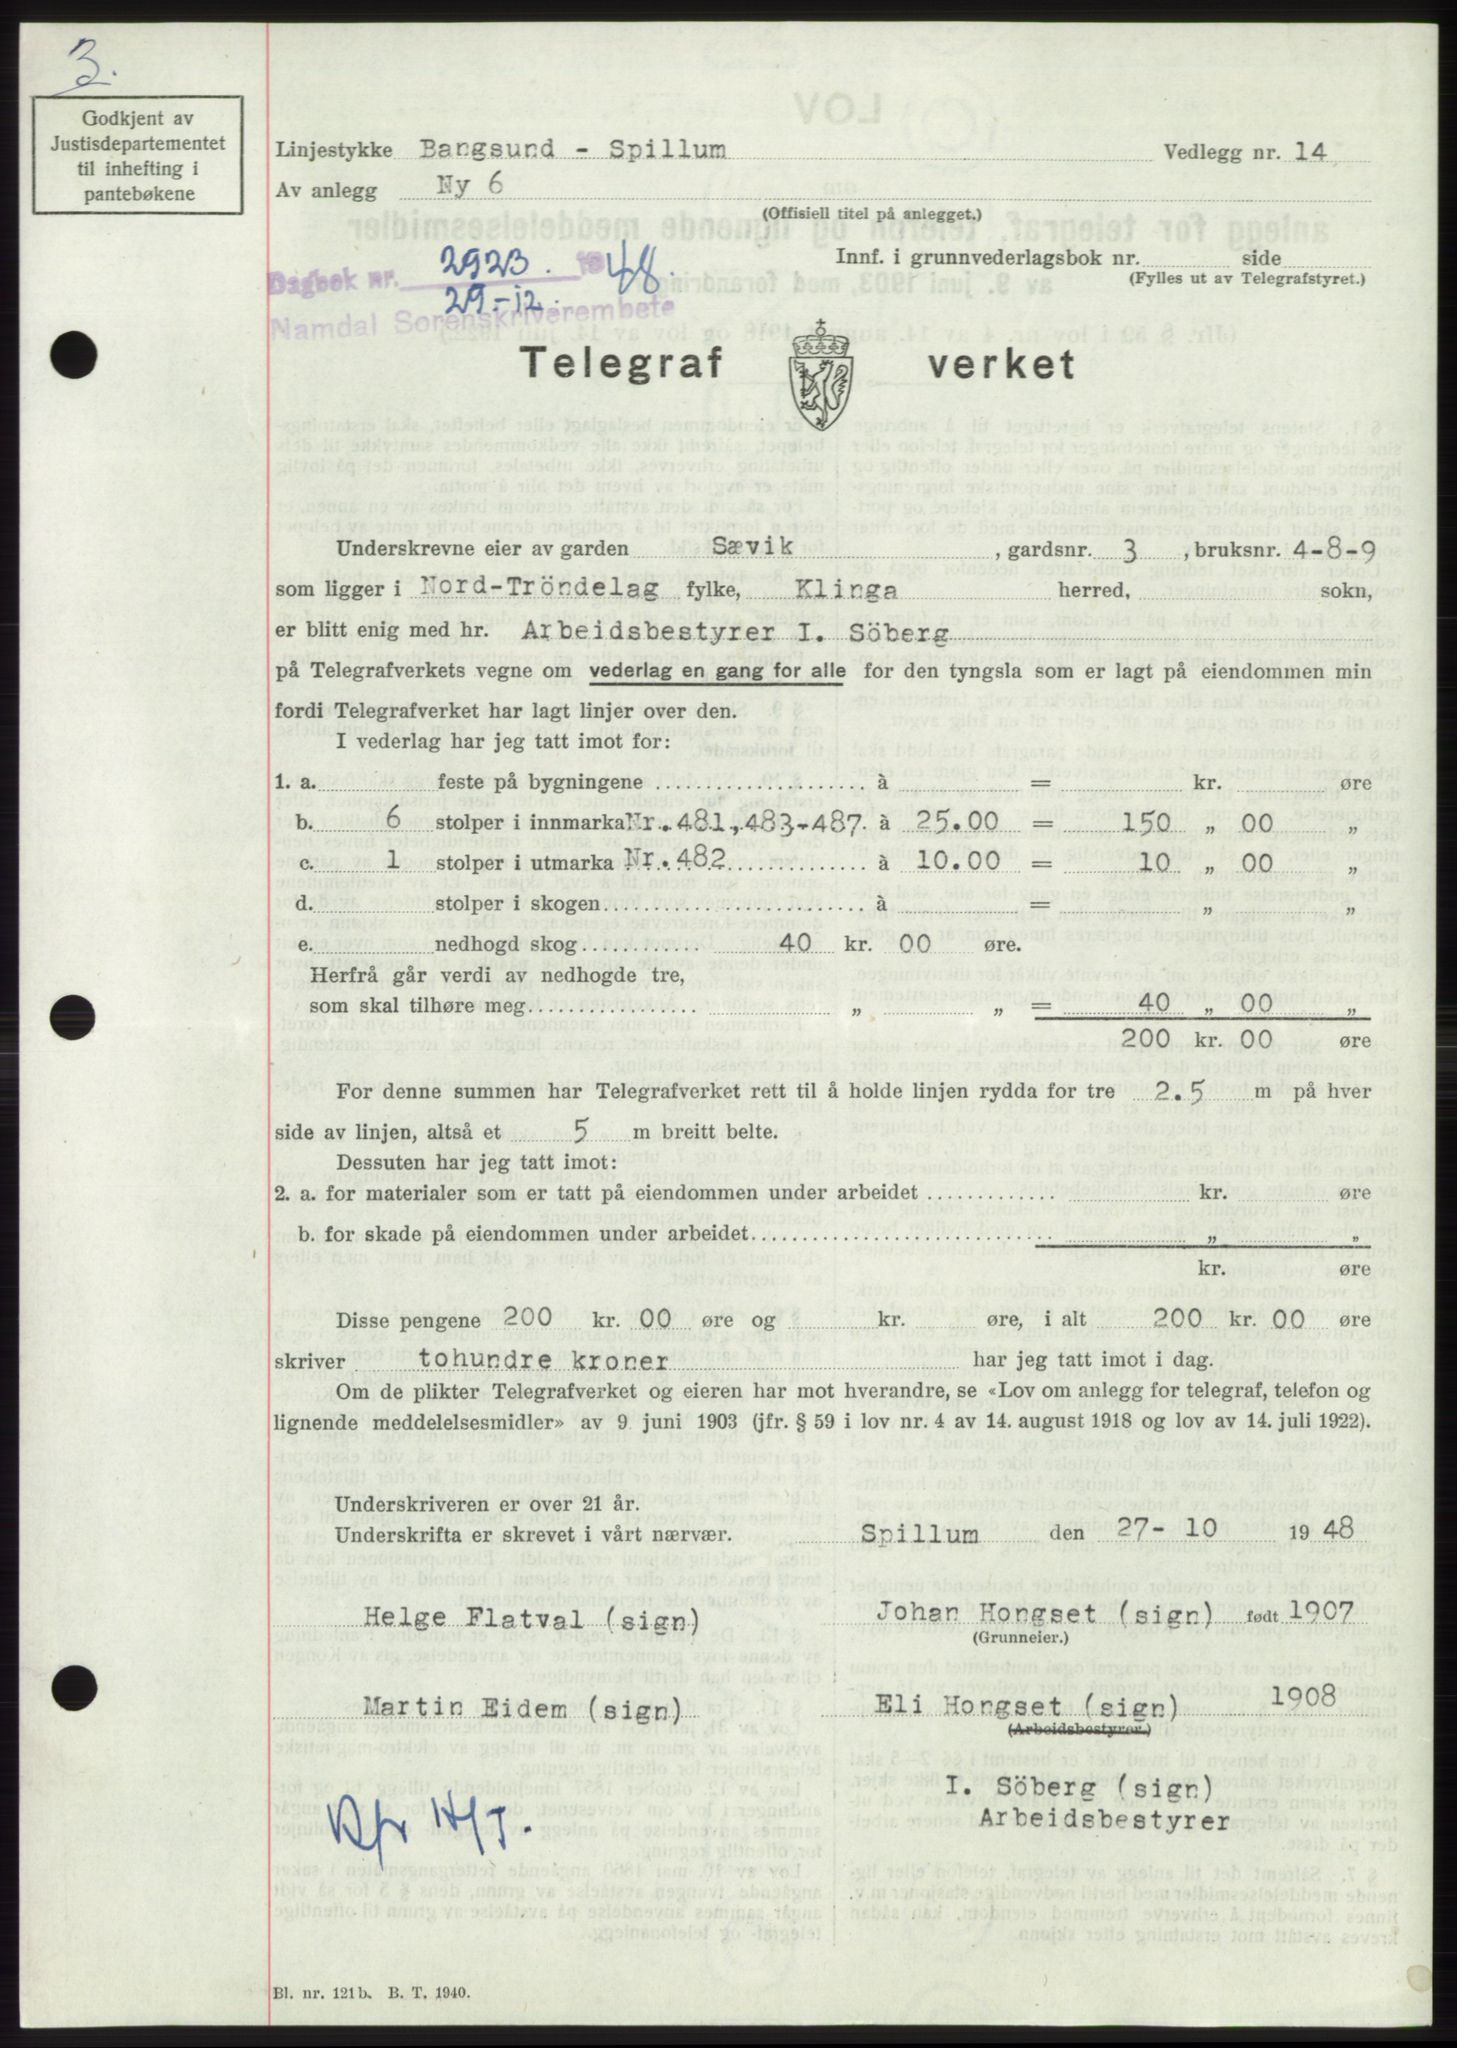 3.
Godkjent av
Justisdepartementet
til inhefting i
pantebøkene
Linjestykke Bangsund - Spillum Vedlegg nr. 14
Av anlegg Ny 6
(Offisiell titel på anlegget.)
Innf. i grunnvederlagsbok nr. side
(Fylles ut av Telegrafstyret.)
Dagbok nr. 2923. 1948.
29.-12.
Namdal Sorenskriverembete
Telegraf verket
Underskrevne eier av garden Sævik , gardsnr. 3 , bruksnr. 4-8-9
som ligger i Nord-Tröndelag fylke, Klinga herred, sokn,
er blitt enig med hr. Arbeidsbestyrer I. Söberg
på Telegrafverkets vegne om vederlag en gang for alle for den tyngsla som er lagt på eiendommen min
fordi Telegrafverket har lagt linjer over den.
I vederlag har jeg tatt imot for:
1. a. feste på bygningene à = kr. øre
b. 6 stolper i innmarka Nr. 481, 483-487. à 25.00 = 150 „ 00 „
c. 1 stolper i utmarka Nr. 482 à 10.00 = 10 „ 00 „
d. stolper i skogen à = „ „
e. nedhogd skog 40 kr. 00 øre.
Herfrå går verdi av nedhogde tre,
som skal tilhøre meg „ „ = 40 „ 00 „
200 kr. 00 øre
For denne summen har Telegrafverket rett til å holde linjen rydda for tre 2.5 m på hver
side av linjen, altså et 5 m breitt belte.
Dessuten har jeg tatt imot:
2. a. for materialer som er tatt på eiendommen under arbeidet kr. øre
b. for skade på eiendommen under arbeidet „ „
kr. øre
Disse pengene 200 kr. 00 øre og kr. øre, i alt 200 kr. 00 øre
skriver tohundre kroner har jeg tatt imot i dag.
Om de plikter Telegrafverket og eieren har mot hverandre, se «Lov om anlegg for telegraf, telefon og
lignende meddelelsesmidler» av 9. juni 1903 (jfr. § 59 i lov nr. 4 av 14. august 1918 og lov av 14. juli 1922).
Underskriveren er over 21 år.
Underskrifta er skrevet i vårt nærvær. Spillum den 27- 10 1948
Helge Flatval (sign) Johan Hongset (sign) født 1907
(Grunneier.)
Martin Eidem (sign) Eli Hongset (sign) 1908
(Arbeidsbestyrer.)
I. Söberg (sign)
Arbeidsbestyrer
Bl. nr. 121 b. B. T. 1940.